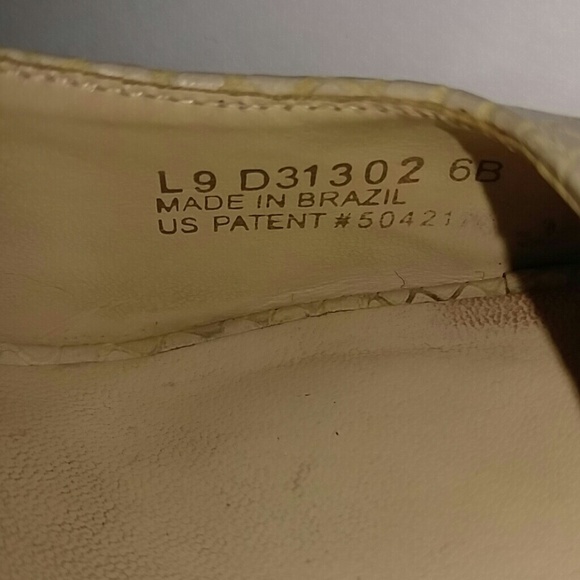 L9 D31302 6B
MADE IN BRAZIL
US PATENT #50421